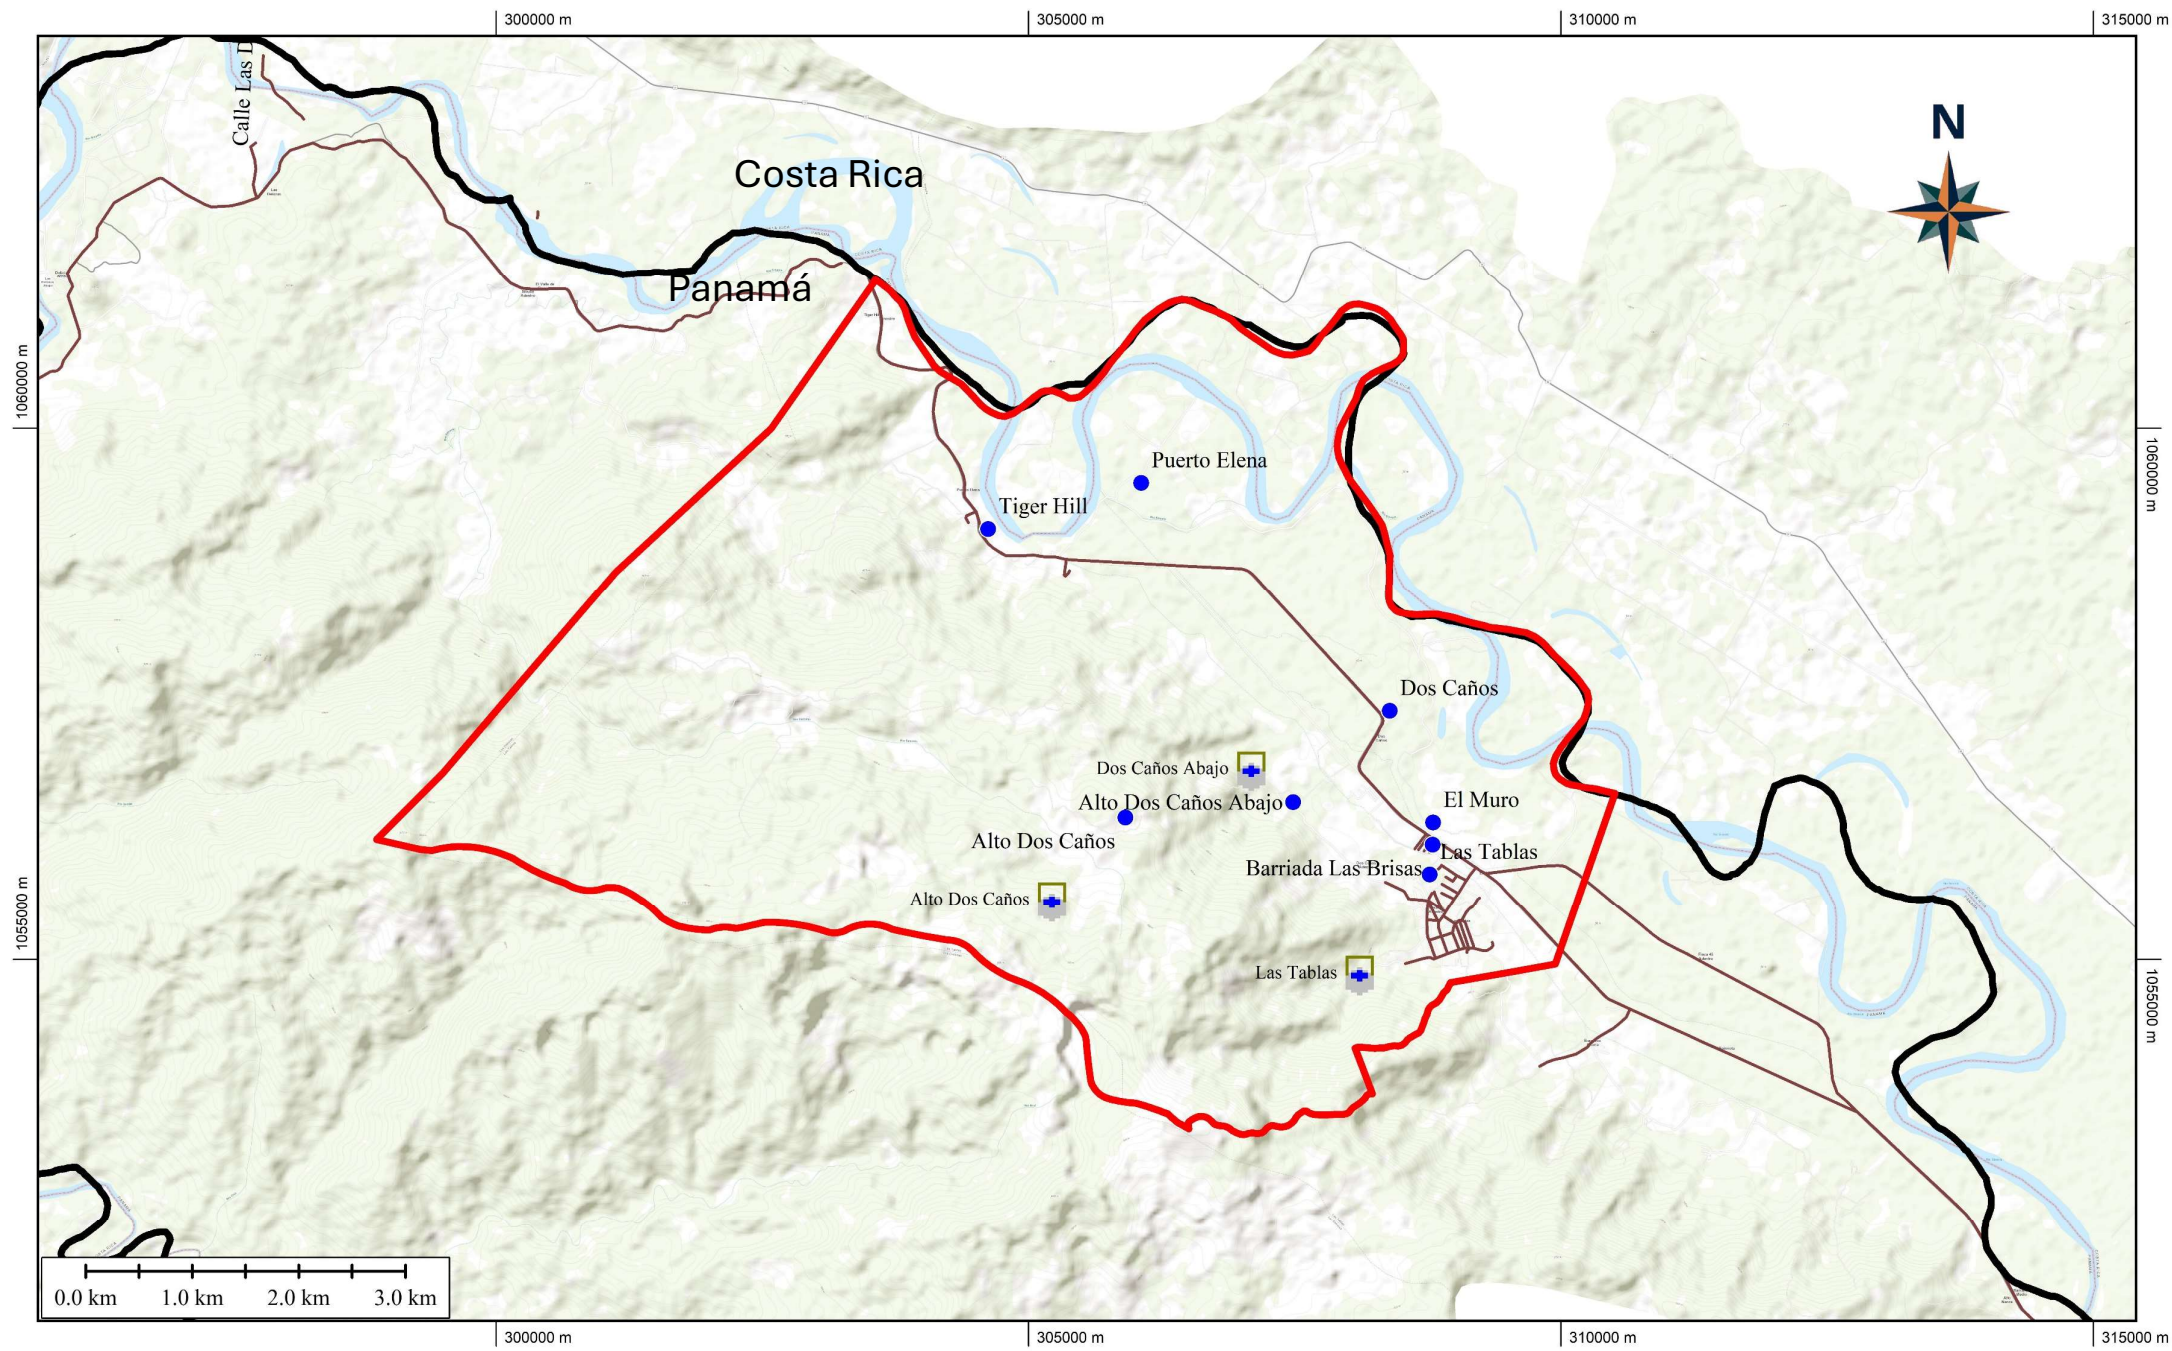 300000 m
305000 m
310000 m
315000 m
Calle Las D
N
Costa Rica
Panamá
1060000 m
1060000 m
Puerto Elena
Tiger Hill
Dos Caños
Dos Caños Abajo
Alto Dos Caños Abajo
El Muro
Alto Dos Caños
Las Tablas
Barriada Las Brisas
Alto Dos Caños
1055000 m
1055000 m
Las Tablas
0.0 km
1.0 km
2.0 km
3.0 km
300000 m
305000 m
310000 m
315000 m